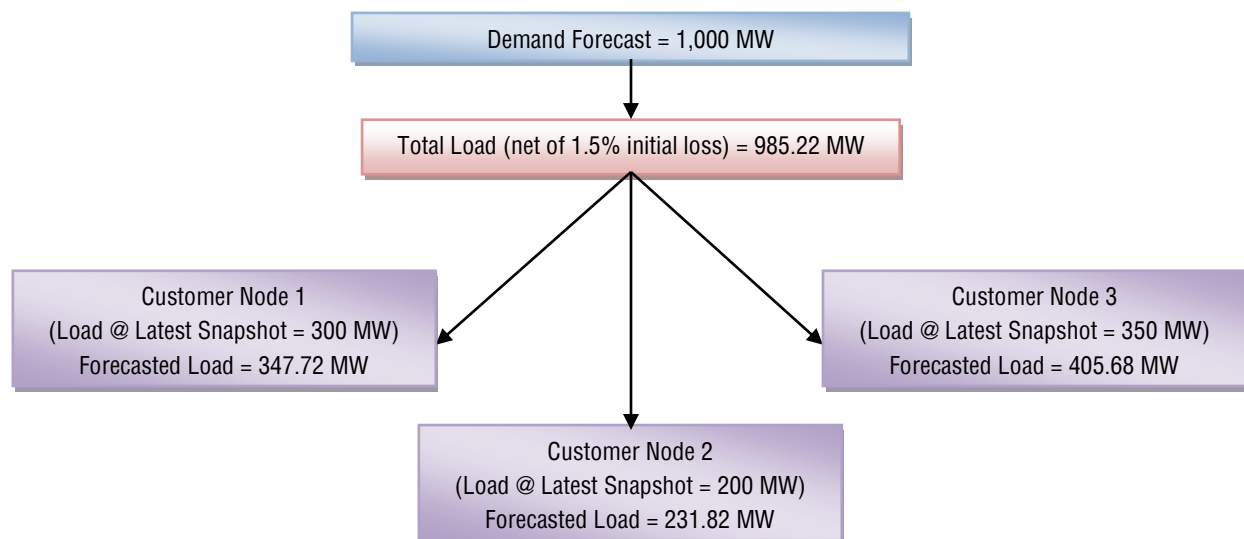 Demand Forecast = 1,000 MW
Total Load (net of 1.5% initial loss) = 985.22 MW
Customer Node 1
(Load @ Latest Snapshot = 300 MW)
Forecasted Load = 347.72 MW
Customer Node 3
(Load @ Latest Snapshot = 350 MW)
Forecasted Load = 405.68 MW
Customer Node 2
(Load @ Latest Snapshot = 200 MW)
Forecasted Load = 231.82 MW